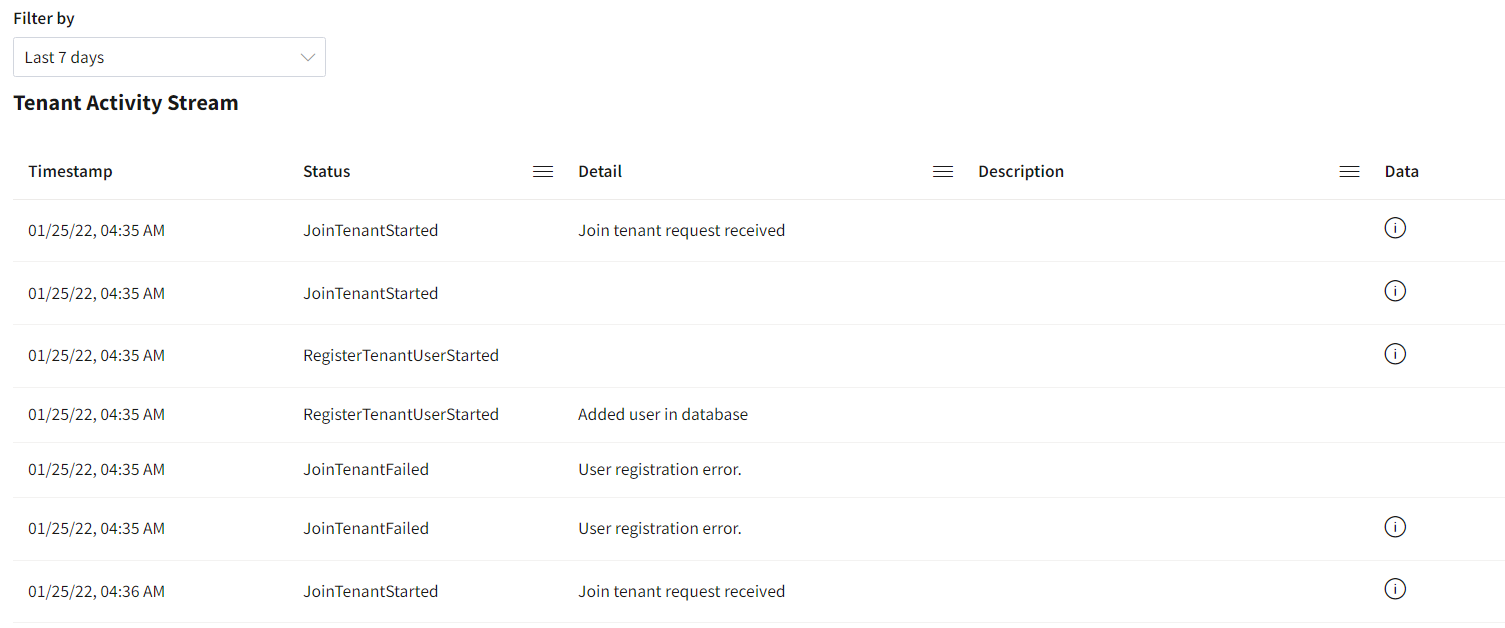 Filter by
Last 7 days
Tenant Activity Stream
Timestamp Status Detail Description Data
01/25/22, 04:35 AM JoinTenantStarted Join tenant request received
01/25/22, 04:35 AM JoinTenantStarted
01/25/22, 04:35 AM RegisterTenantUserStarted
01/25/22, 04:35 AM RegisterTenantUserStarted Added user in database
01/25/22, 04:35 AM JoinTenantFailed User registration error.
01/25/22, 04:35 AM JoinTenantFailed User registration error.
01/25/22, 04:36 AM JoinTenantStarted Join tenant request received